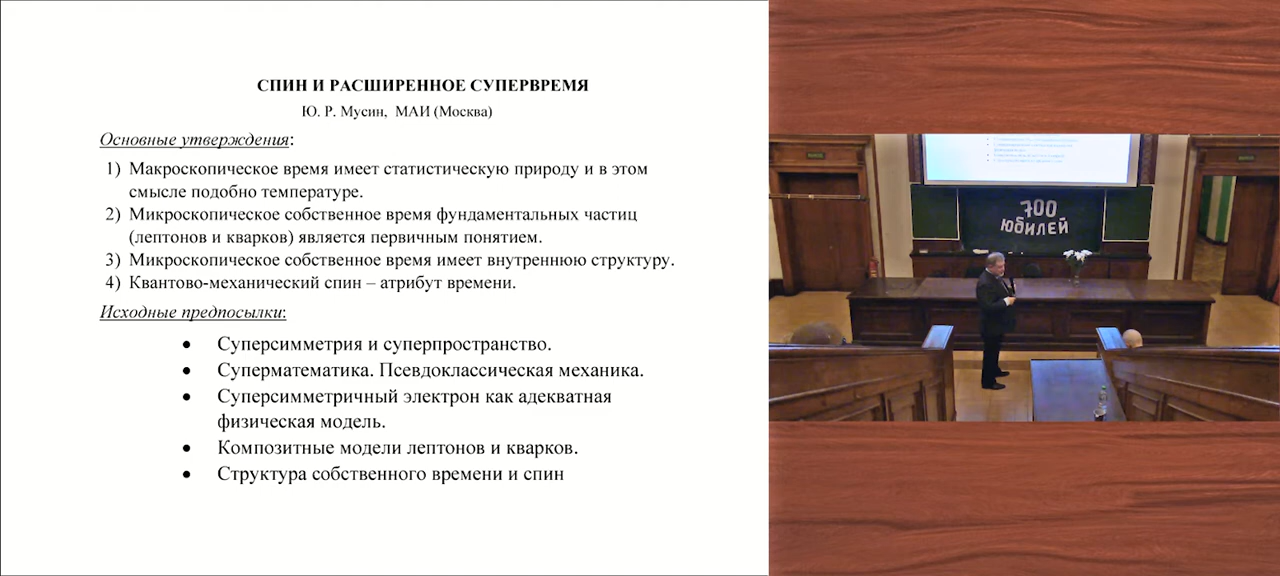 СПИН И РАСШИРЕННОЕ СУПЕРВРЕМЯ
Ю. Р. Мусин, МАИ (Москва)
Основные утверждения:
1) Макроскопическое время имеет статистическую природу и в этом
смысле подобно температуре.
2) Микроскопическое собственное время фундаментальных частиц
(лептонов и кварков) является первичным понятием.
3) Микроскопическое собственное время имеет внутреннюю структуру.
4) Квантово-механический спин – атрибут времени.
Исходные предпосылки:
• Суперсимметрия и суперпространство.
• Суперматематика. Псевдоклассическая механика.
• Суперсимметричный электрон как адекватная
физическая модель.
• Композитные модели лептонов и кварков.
• Структура собственного времени и спин
700
ЮБИЛЕЙ